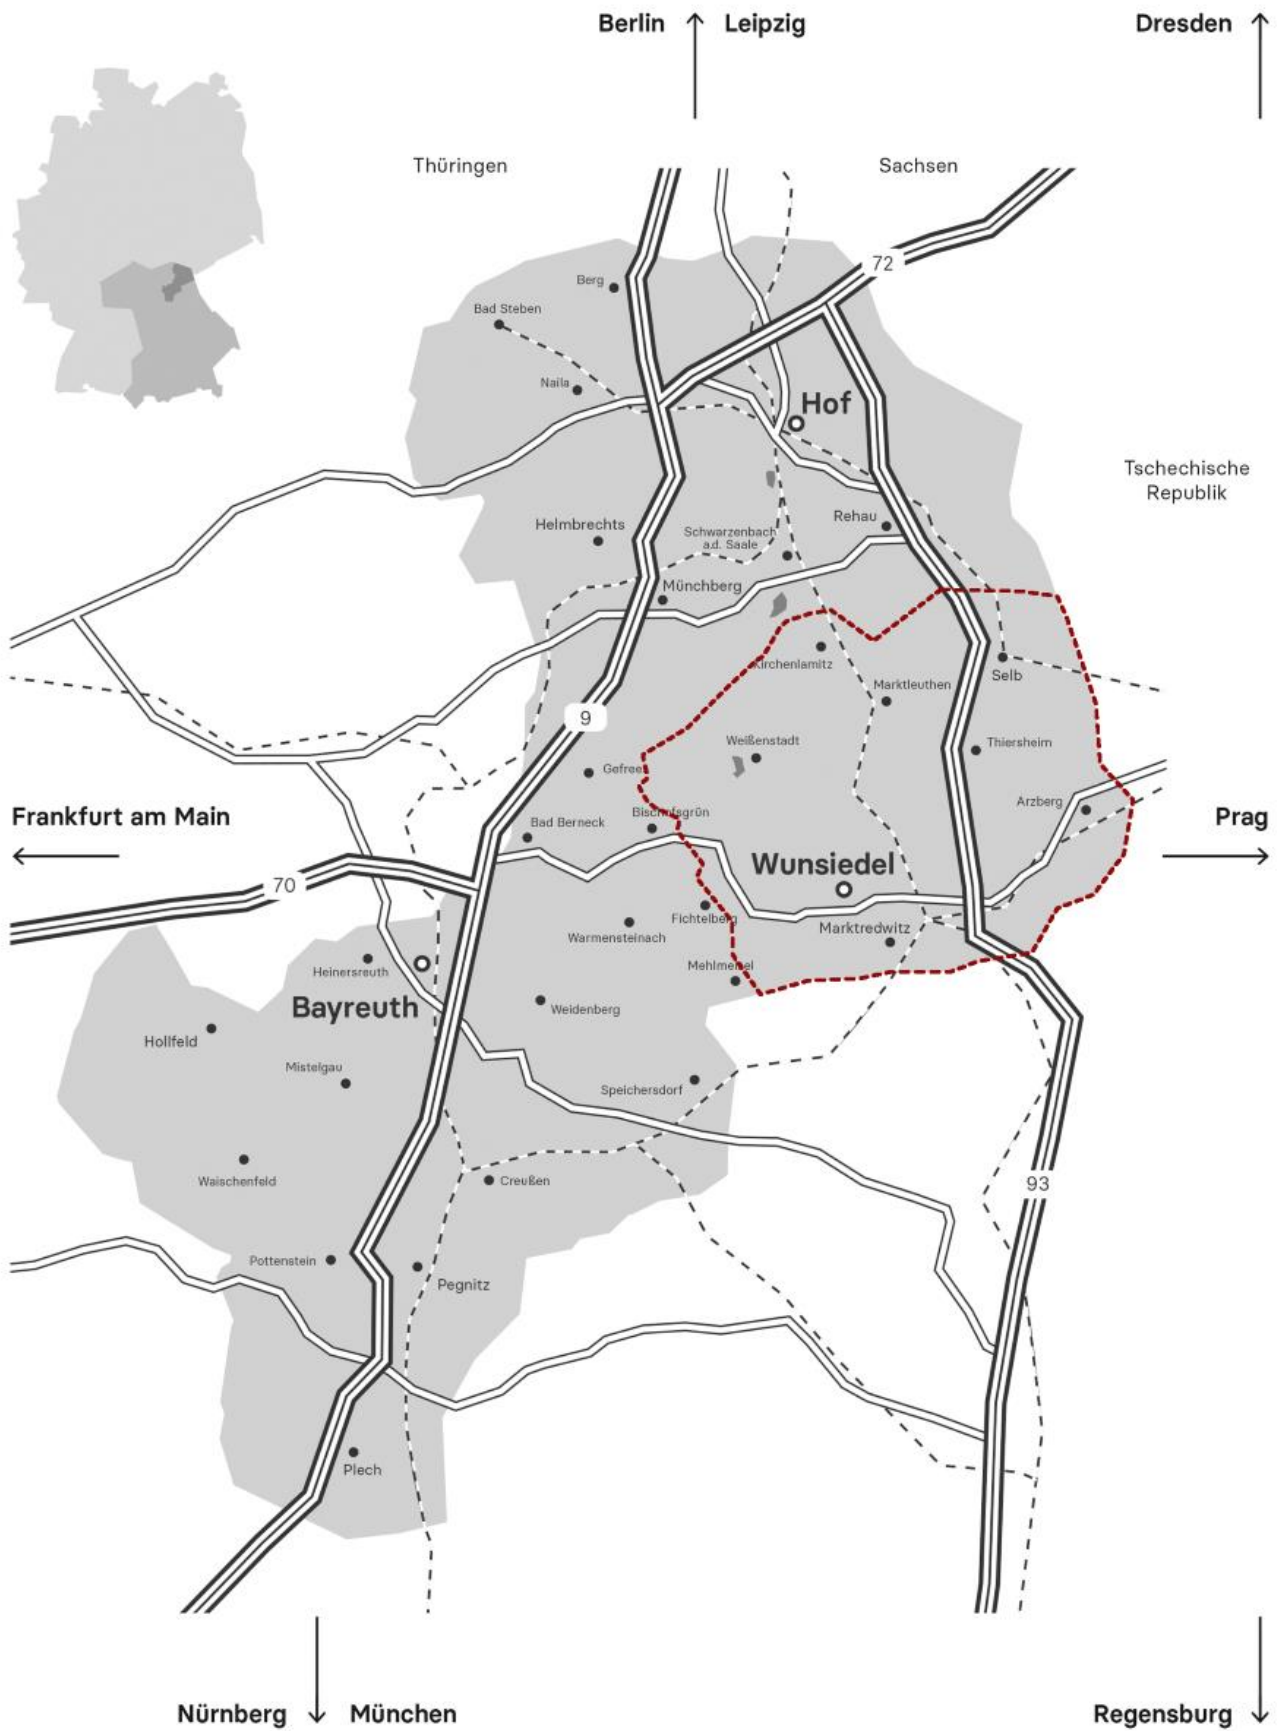 Berlin
Leipzig
Dresden
Thüringen
Sachsen
72
Berg
Bad Steben
Naila
Hof
Tschechische
Republik
Helmbrechts
Schwarzenbach
a.d. Saale
Rehau
Münchberg
Kirchenlamitz
Selb
Marktleuthen
9
Weißenstadt
Thiersheim
Gefrees
Arzberg
Frankfurt am Main
Bad Berneck
Bischofsgrün
Prag
Wunsiedel
70
Fichtelberg
Warmensteinach
Marktredwitz
Heinersreuth
Mehlmeisel
Bayreuth
Weidenberg
Hollfeld
Mistelgau
Speichersdorf
Waischenfeld
Creußen
93
Pottenstein
Pegnitz
Plech
Nürnberg
München
Regensburg